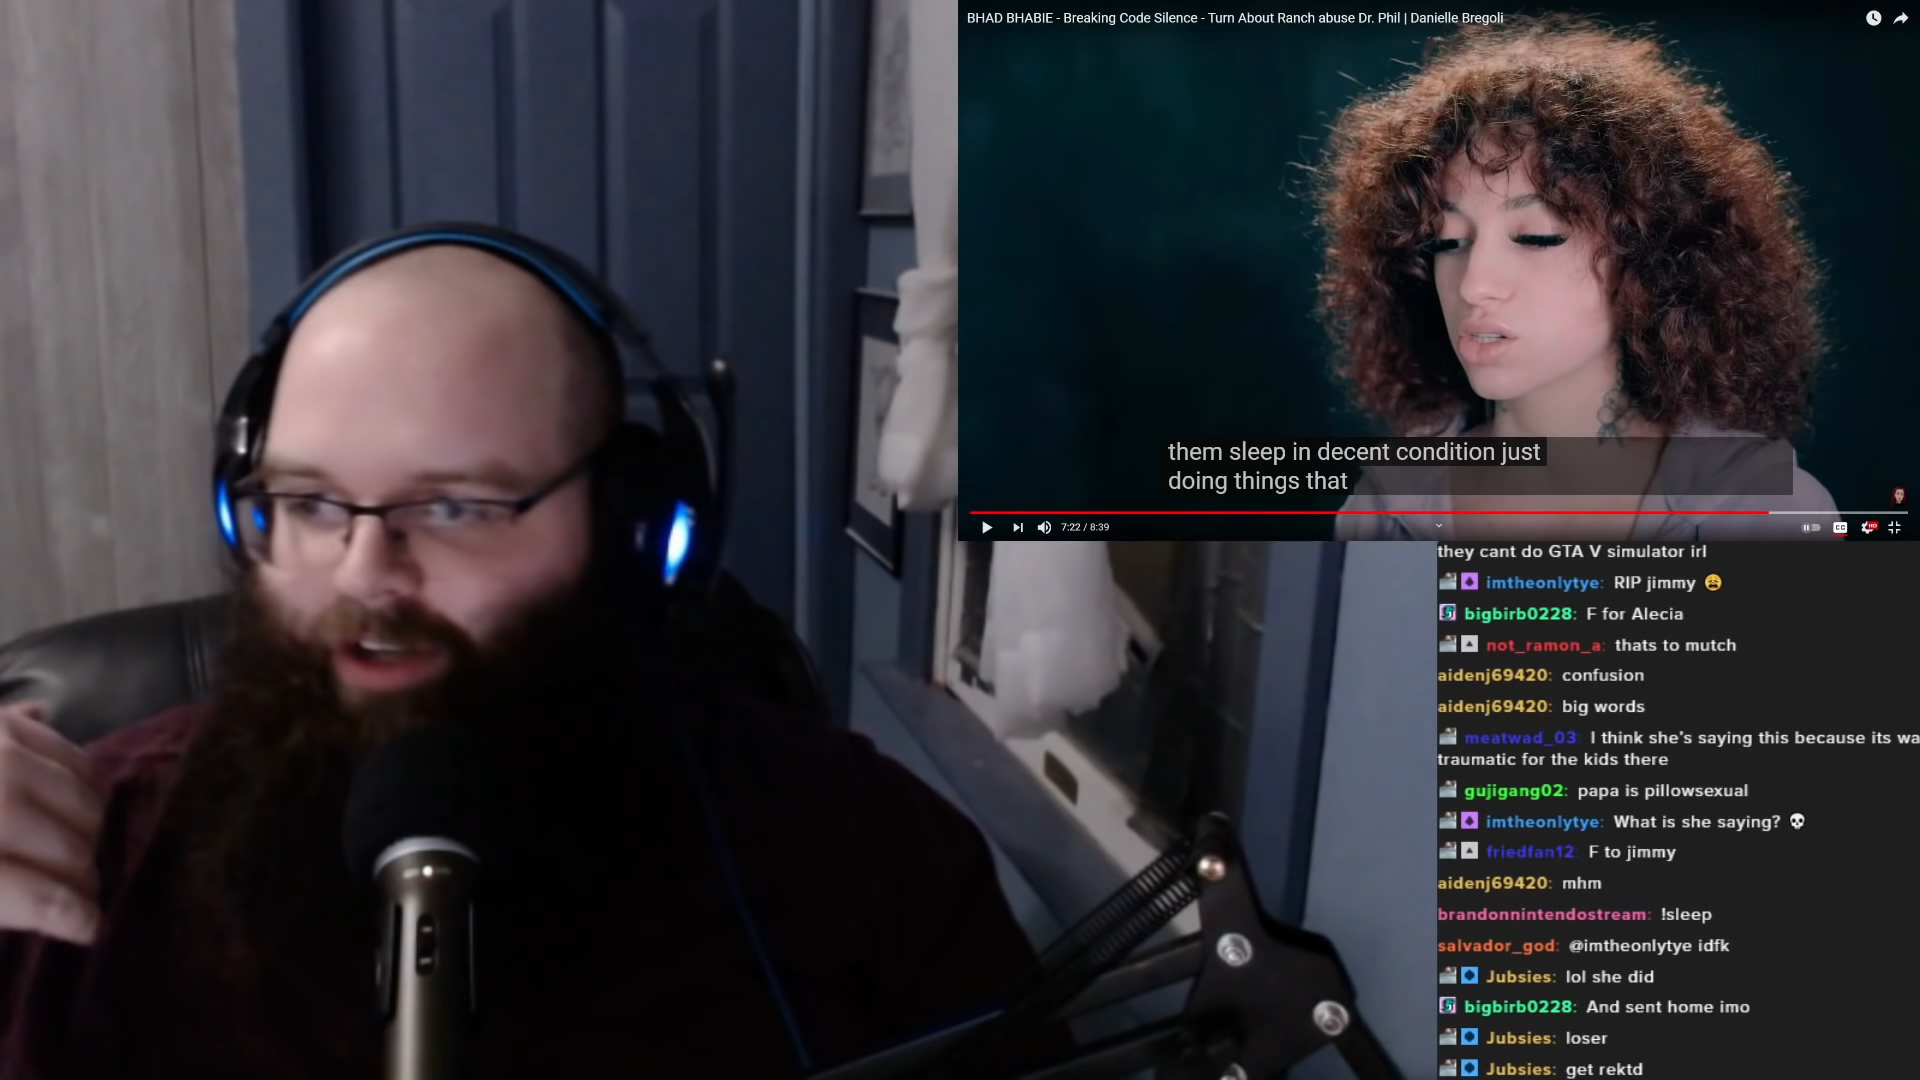 BHAD BHABIE - Breaking Code Silence - Turn About Ranch abuse Dr. Phil | Danielle Bregoli
them sleep in decent condition just
doing things that
7:22 / 8:39
CC
HD
they cant do GTA V simulator irl
imtheonlytye: RIP jimmy 😩
bigbirb0228: F for Alecia
not_ramon_a: thats to mutch
aidenj69420: confusion
aidenj69420: big words
meatwad_03: I think she's saying this because its wa
traumatic for the kids there
gujigang02: papa is pillowsexual
imtheonlytye: What is she saying? 💀
friedfan12: F to jimmy
aidenj69420: mhm
brandonnintendostream: !sleep
salvador_god: @imtheonlytye idfk
Jubsies: lol she did
bigbirb0228: And sent home imo
Jubsies: loser
Jubsies: get rektd